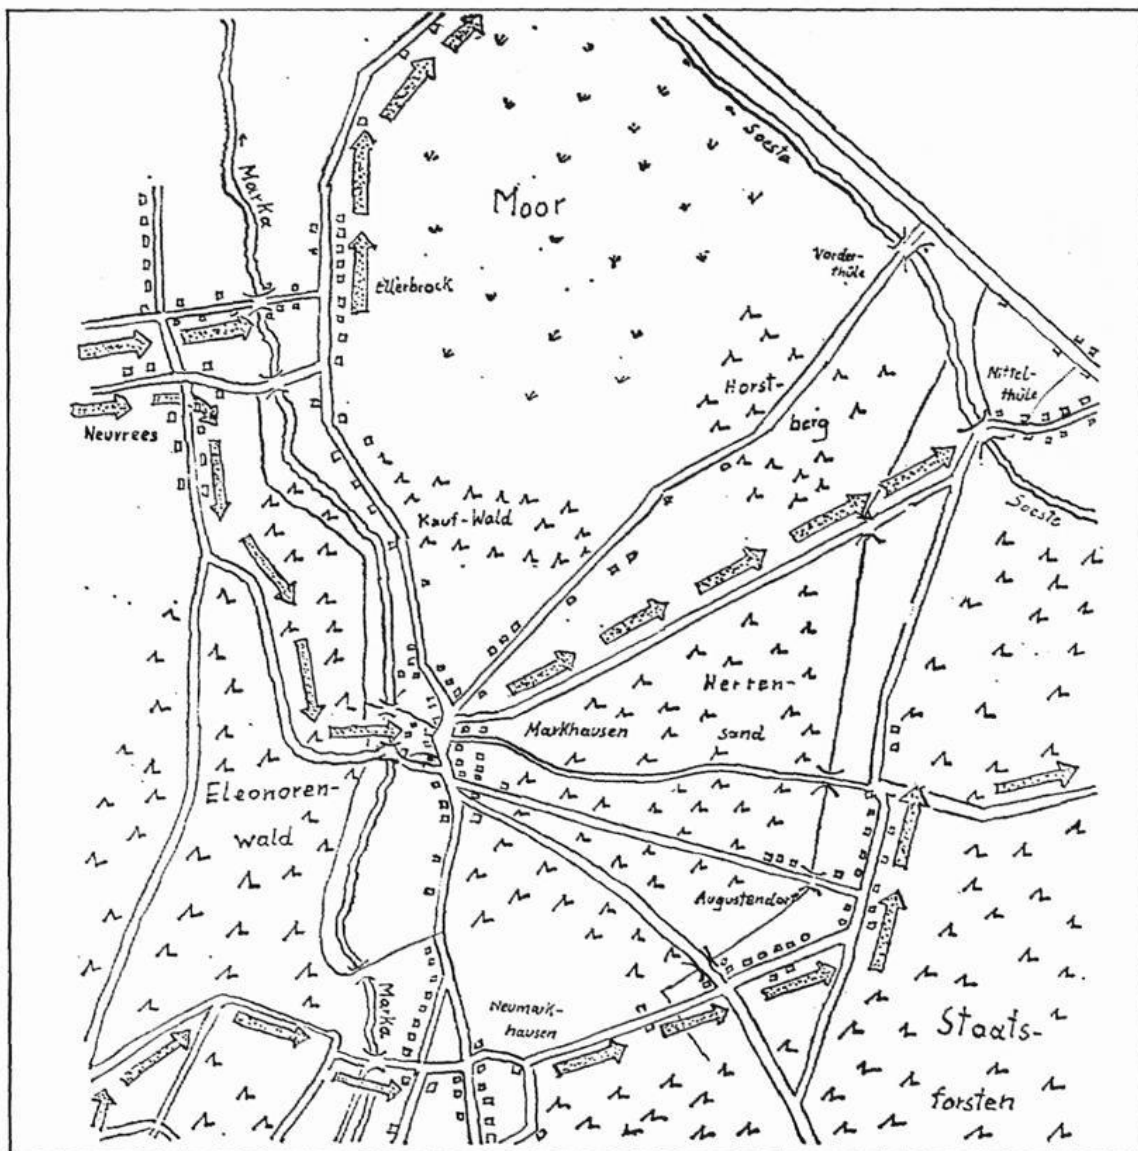 Soeste
Marka
Moor
Vorder-
thüle
Ellerbrock
Mittel-
thüle
Horst-
berg
Neuvrees
Kauf-Wald
Soeste
Herren-
sand
Markhausen
Eleonoren-
wald
Augustendorf
Marka
Neumark-
hausen
Staats-
forsten